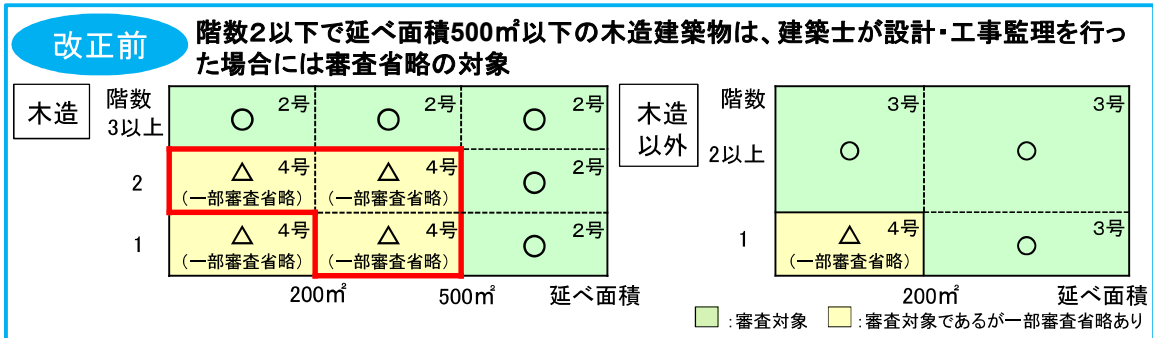 改正前
階数2以下で延べ面積500㎡以下の木造建築物は、建築士が設計・工事監理を行っ
た場合には審査省略の対象
木造
階数
3以上
2
1
○ 2号
○ 2号
○ 2号
△ 4号
(一部審査省略)
△ 4号
(一部審査省略)
○ 2号
△ 4号
(一部審査省略)
△ 4号
(一部審査省略)
○ 2号
200㎡
500㎡
延べ面積
木造
以外
階数
2以上
1
○ 3号
○ 3号
△ 4号
(一部審査省略)
○ 3号
200㎡
延べ面積
:審査対象
:審査対象であるが一部審査省略あり